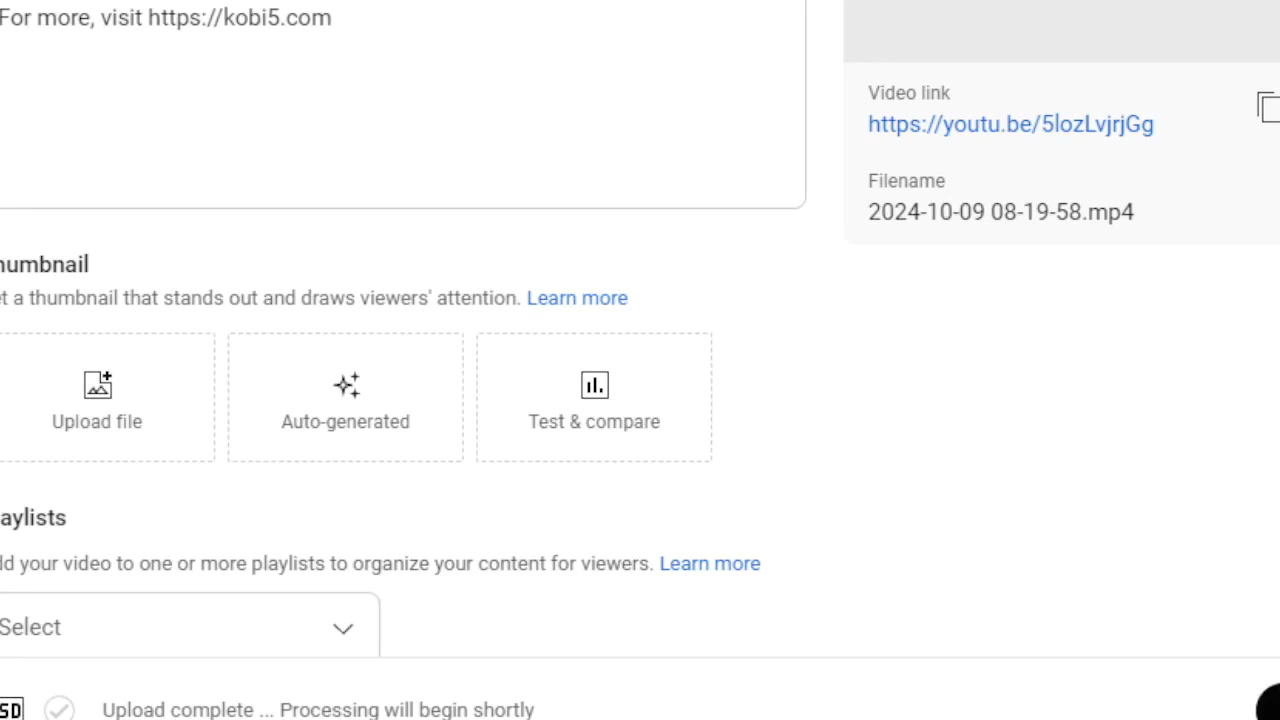 For more, visit https://kobi5.com
Video link
https://youtu.be/5lozLvjrjGg
Filename
2024-10-09 08-19-58.mp4
humbnail
et a thumbnail that stands out and draws viewers' attention. Learn more
Upload file
Auto-generated
Test & compare
aylists
dd your video to one or more playlists to organize your content for viewers. Learn more
Select
SD
Upload complete ... Processing will begin shortly